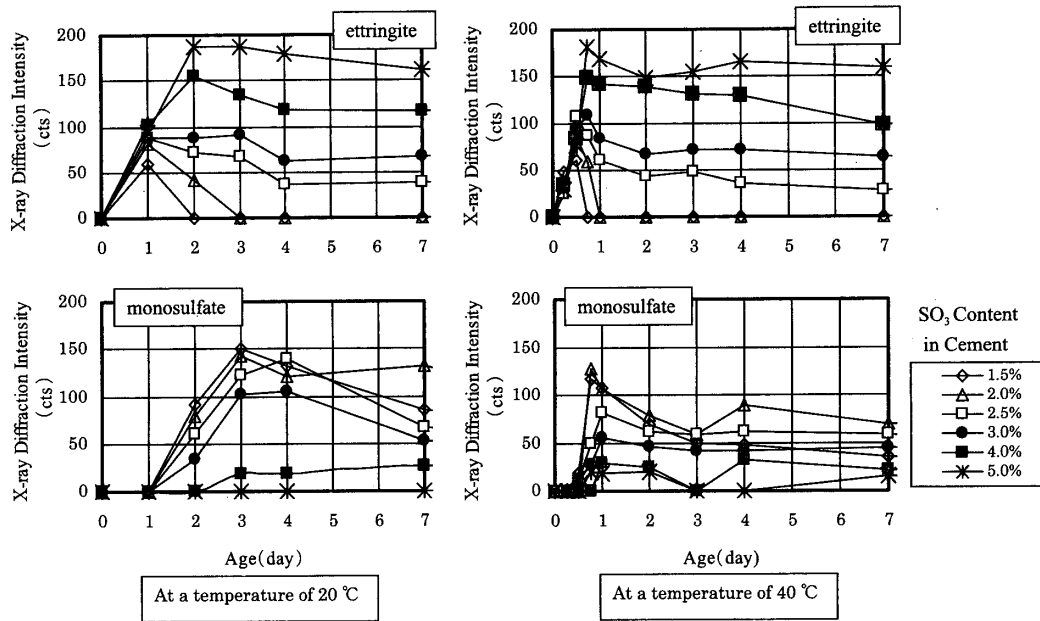 ettringite
X-ray Diffraction Intensity
(cts)
200
150
100
50
0
0 1 2 3 4 5 6 7
ettringite
X-ray Diffraction Intensity
(cts)
200
150
100
50
0
0 1 2 3 4 5 6 7
monosulfate
X-ray Diffraction Intensity
(cts)
200
150
100
50
0
0 1 2 3 4 5 6 7
Age(day)
At a temperature of 20 ℃
monosulfate
X-ray Diffraction Intensity
(cts)
200
150
100
50
0
0 1 2 3 4 5 6 7
Age(day)
At a temperature of 40 ℃
SO₃ Content
in Cement
1.5%
2.0%
2.5%
3.0%
4.0%
5.0%